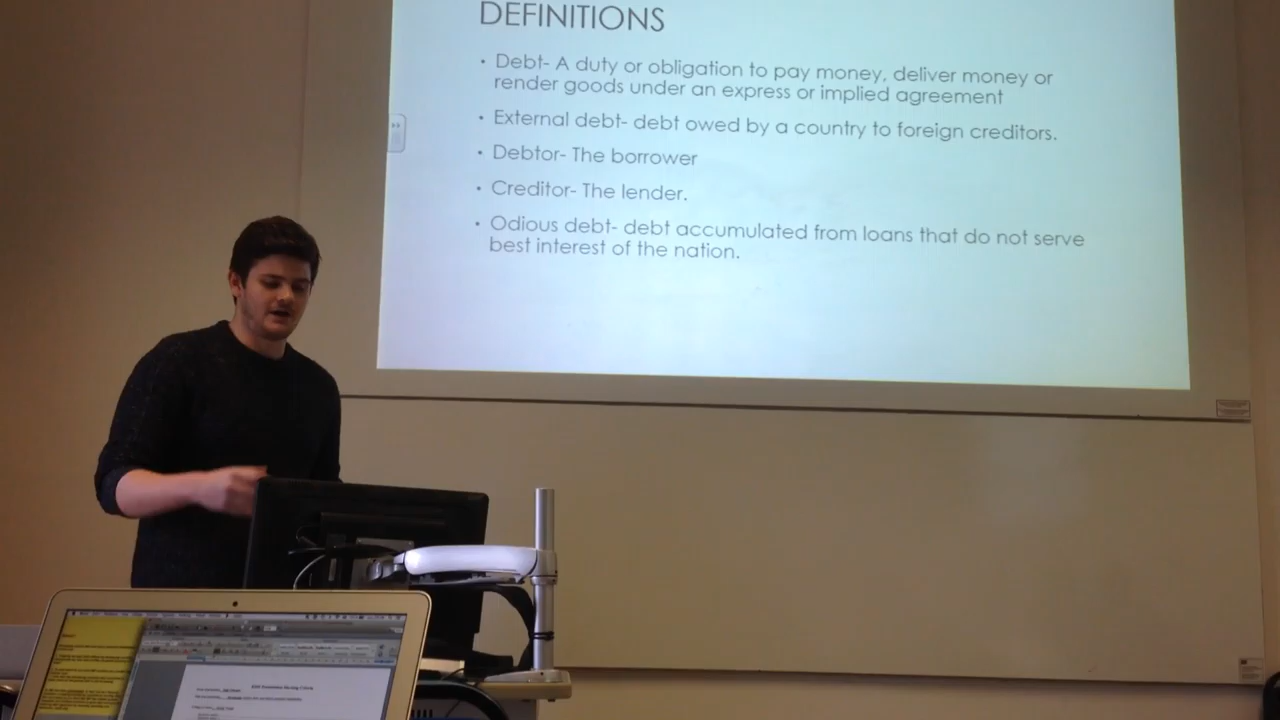 DEFINITIONS
• Debt- A duty or obligation to pay money, deliver money or
render goods under an express or implied agreement
• External debt- debt owed by a country to foreign creditors.
• Debtor- The borrower
• Creditor- The lender.
• Odious debt- debt accumulated from loans that do not serve
best interest of the nation.